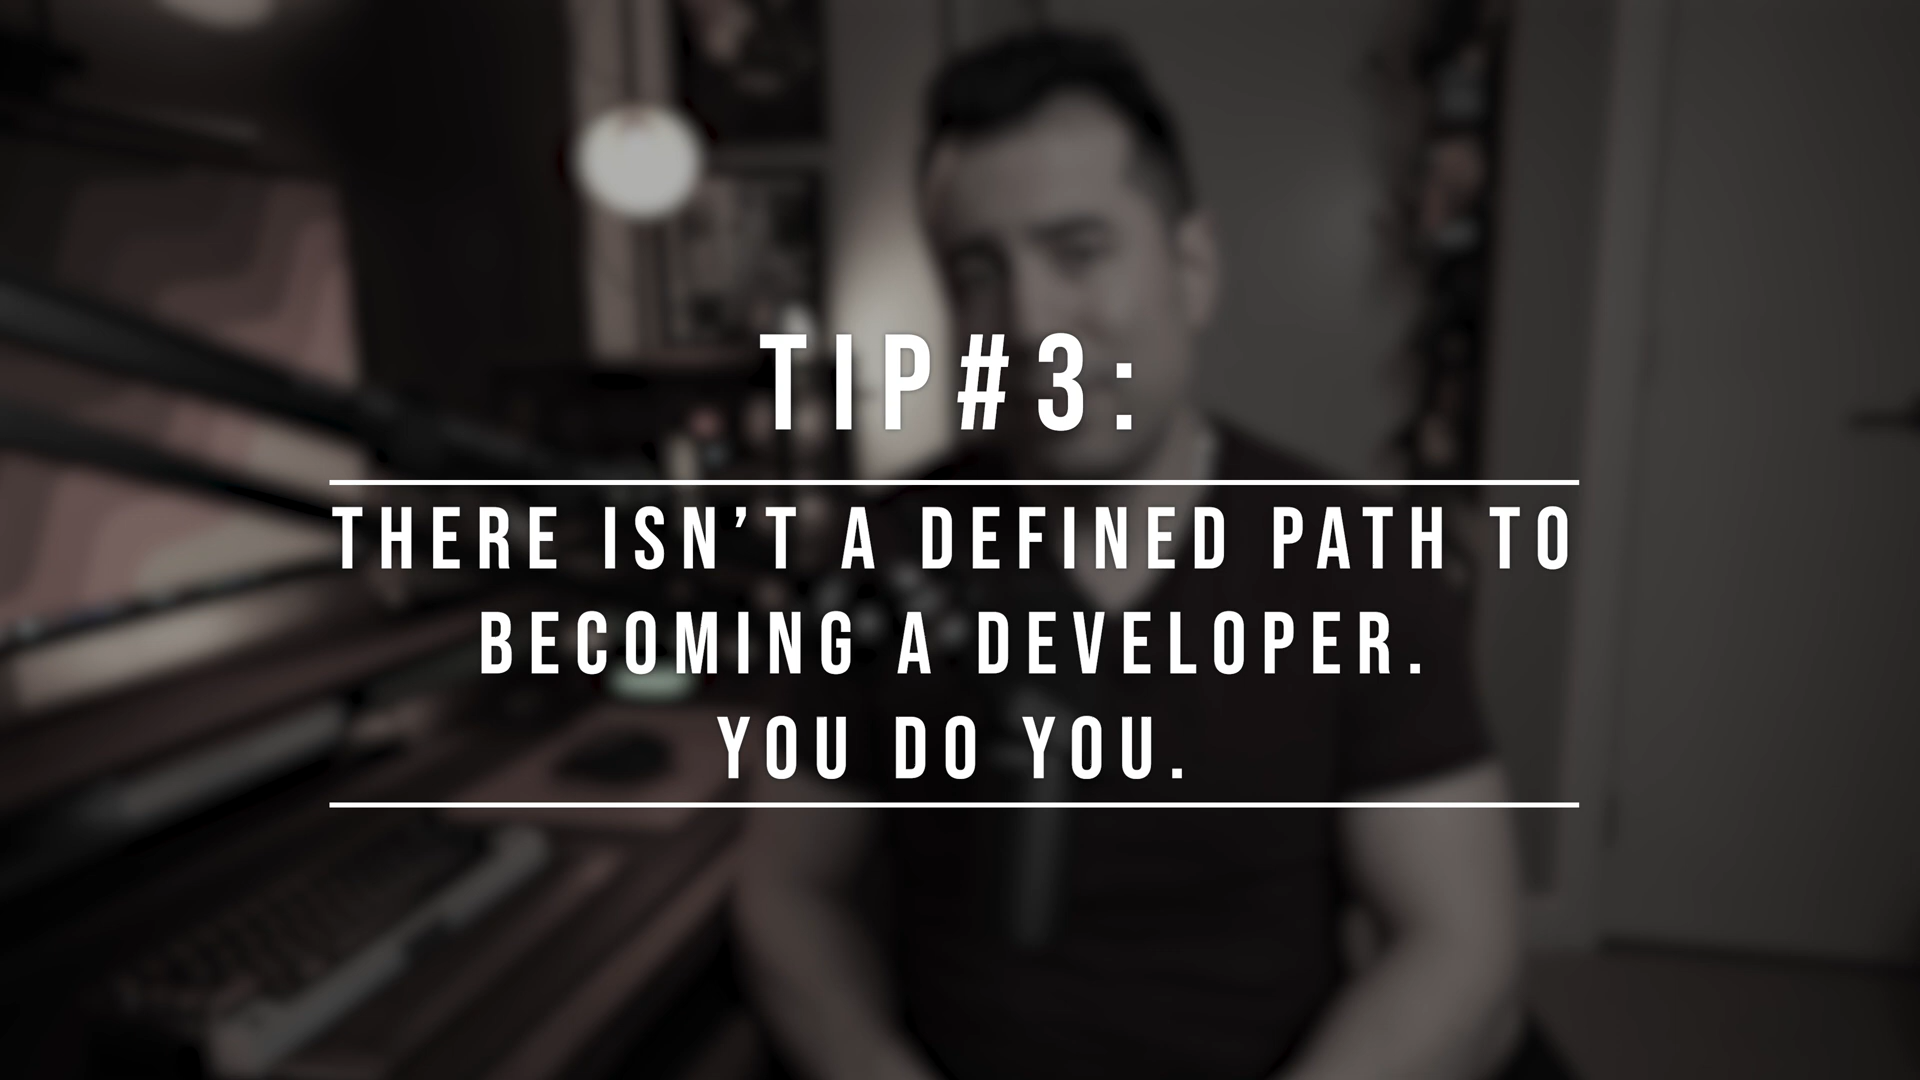 TIP#3:
THERE ISN’T A DEFINED PATH TO
BECOMING A DEVELOPER.
YOU DO YOU.